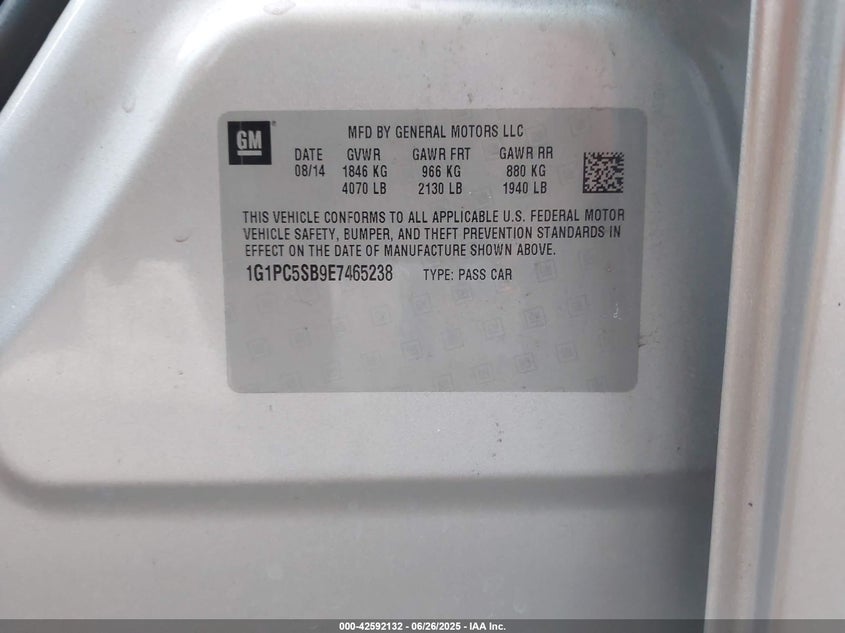 GM
MFD BY GENERAL MOTORS LLC
DATE GVWR GAWR FRT GAWR RR
08/14 1846 KG 966 KG 880 KG
4070 LB 2130 LB 1940 LB
THIS VEHICLE CONFORMS TO ALL APPLICABLE U.S. FEDERAL MOTOR
VEHICLE SAFETY, BUMPER, AND THEFT PREVENTION STANDARDS IN
EFFECT ON THE DATE OF MANUFACTURE SHOWN ABOVE.
1G1PC5SB9E7465238 TYPE: PASS CAR
000-42592132 - 06/26/2025 - IAA Inc.